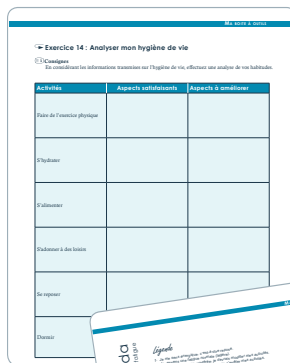 MA BOÎTE À OUTILS
Exercice 14 : Analyser mon hygiène de vie
Consignes
En considérant les informations transmises sur l'hygiène de vie, effectuez une analyse de vos habitudes.
Activités Aspects satisfaisants Aspects à améliorer
Faire de l'exercice physique
S'hydrater
S'alimenter
S'adonner à des loisirs
Se reposer
Dormir
Légende